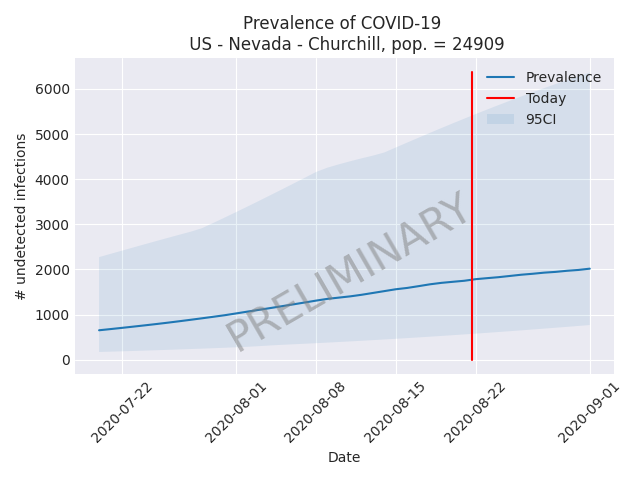 Prevalence of COVID-19
US - Nevada - Churchill, pop. = 24909
# undetected infections
6000
5000
4000
3000
2000
1000
0
Prevalence
Today
95CI
PRELIMINARY
2020-07-22
2020-08-01
2020-08-08
2020-08-15
2020-08-22
2020-09-01
Date